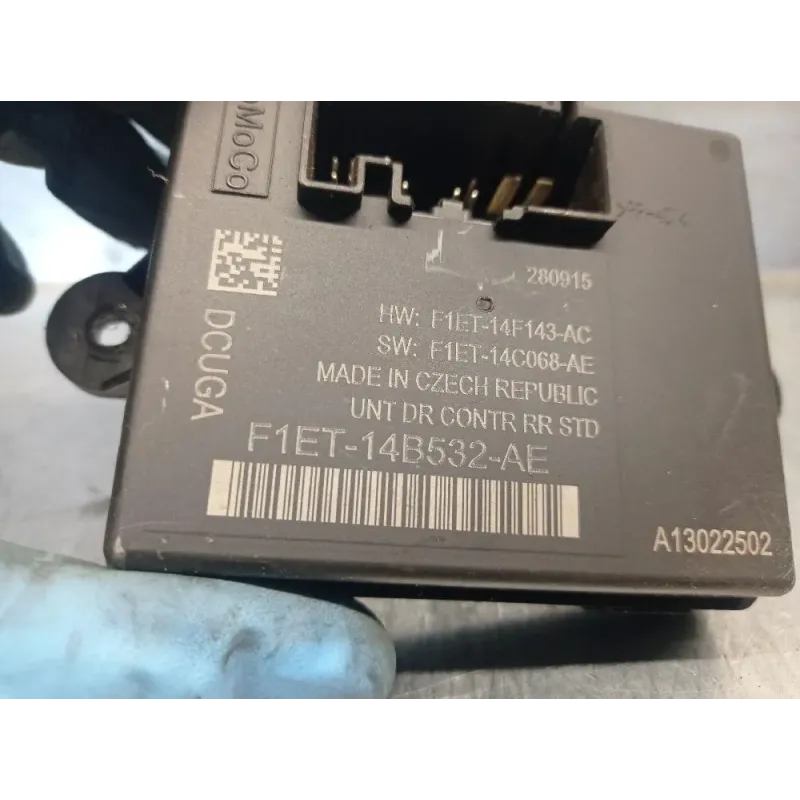 MoCo
280915
HW: F1ET-14F143-AC
SW: F1ET-14C068-AE
MADE IN CZECH REPUBLIC
UNT DR CONTR RR STD
F1ET-14B532-AE
DCUGA
A13022502